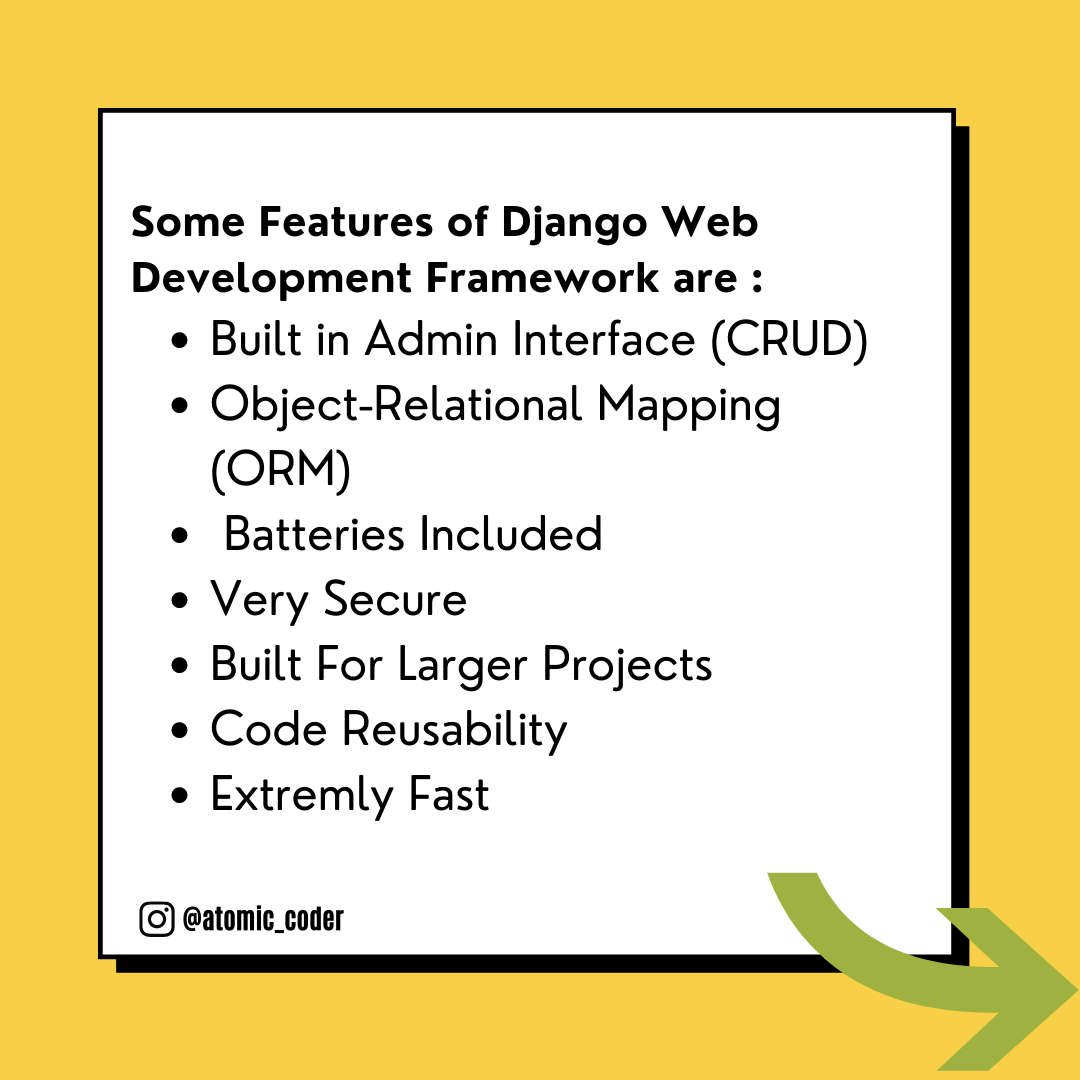 Some Features of Django Web
Development Framework are :
• Built in Admin Interface (CRUD)
• Object-Relational Mapping
(ORM)
• Batteries Included
• Very Secure
• Built For Larger Projects
• Code Reusability
• Extremly Fast
@atomic_coder